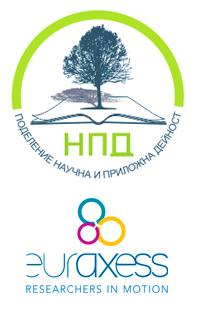 НПД
ПОДЕЛЕНИЕ НАУЧНА И ПРИЛОЖНА ДЕЙНОСТ
euraxess
RESEARCHERS IN MOTION